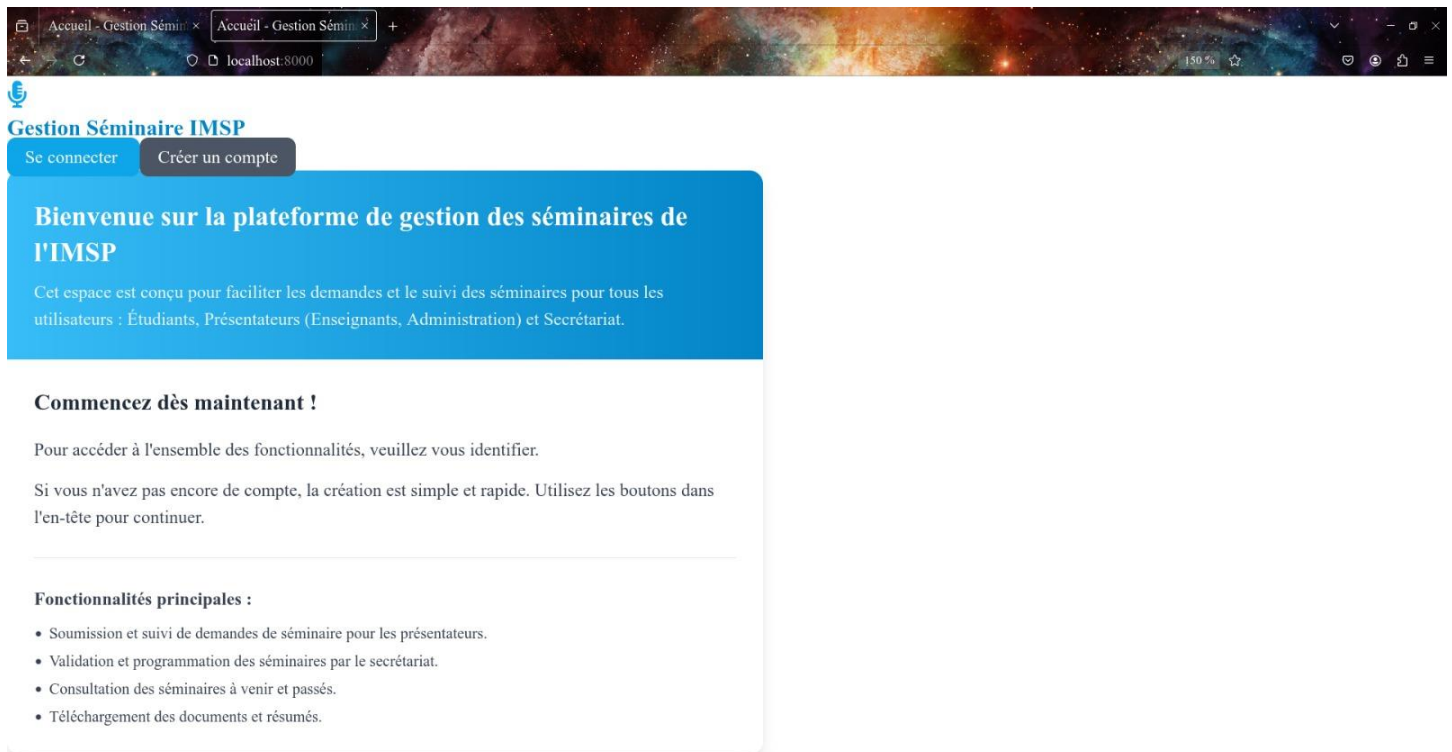 Accueil - Gestion Sémin × Accueil - Gestion Sémin × +
localhost:8000 150 %
Gestion Séminaire IMSP
Se connecter Créer un compte
Bienvenue sur la plateforme de gestion des séminaires de
l'IMSP
Cet espace est conçu pour faciliter les demandes et le suivi des séminaires pour tous les
utilisateurs : Étudiants, Présentateurs (Enseignants, Administration) et Secrétariat.
Commencez dès maintenant !
Pour accéder à l'ensemble des fonctionnalités, veuillez vous identifier.
Si vous n'avez pas encore de compte, la création est simple et rapide. Utilisez les boutons dans
l'en-tête pour continuer.
Fonctionnalités principales :
• Soumission et suivi de demandes de séminaire pour les présentateurs.
• Validation et programmation des séminaires par le secrétariat.
• Consultation des séminaires à venir et passés.
• Téléchargement des documents et résumés.